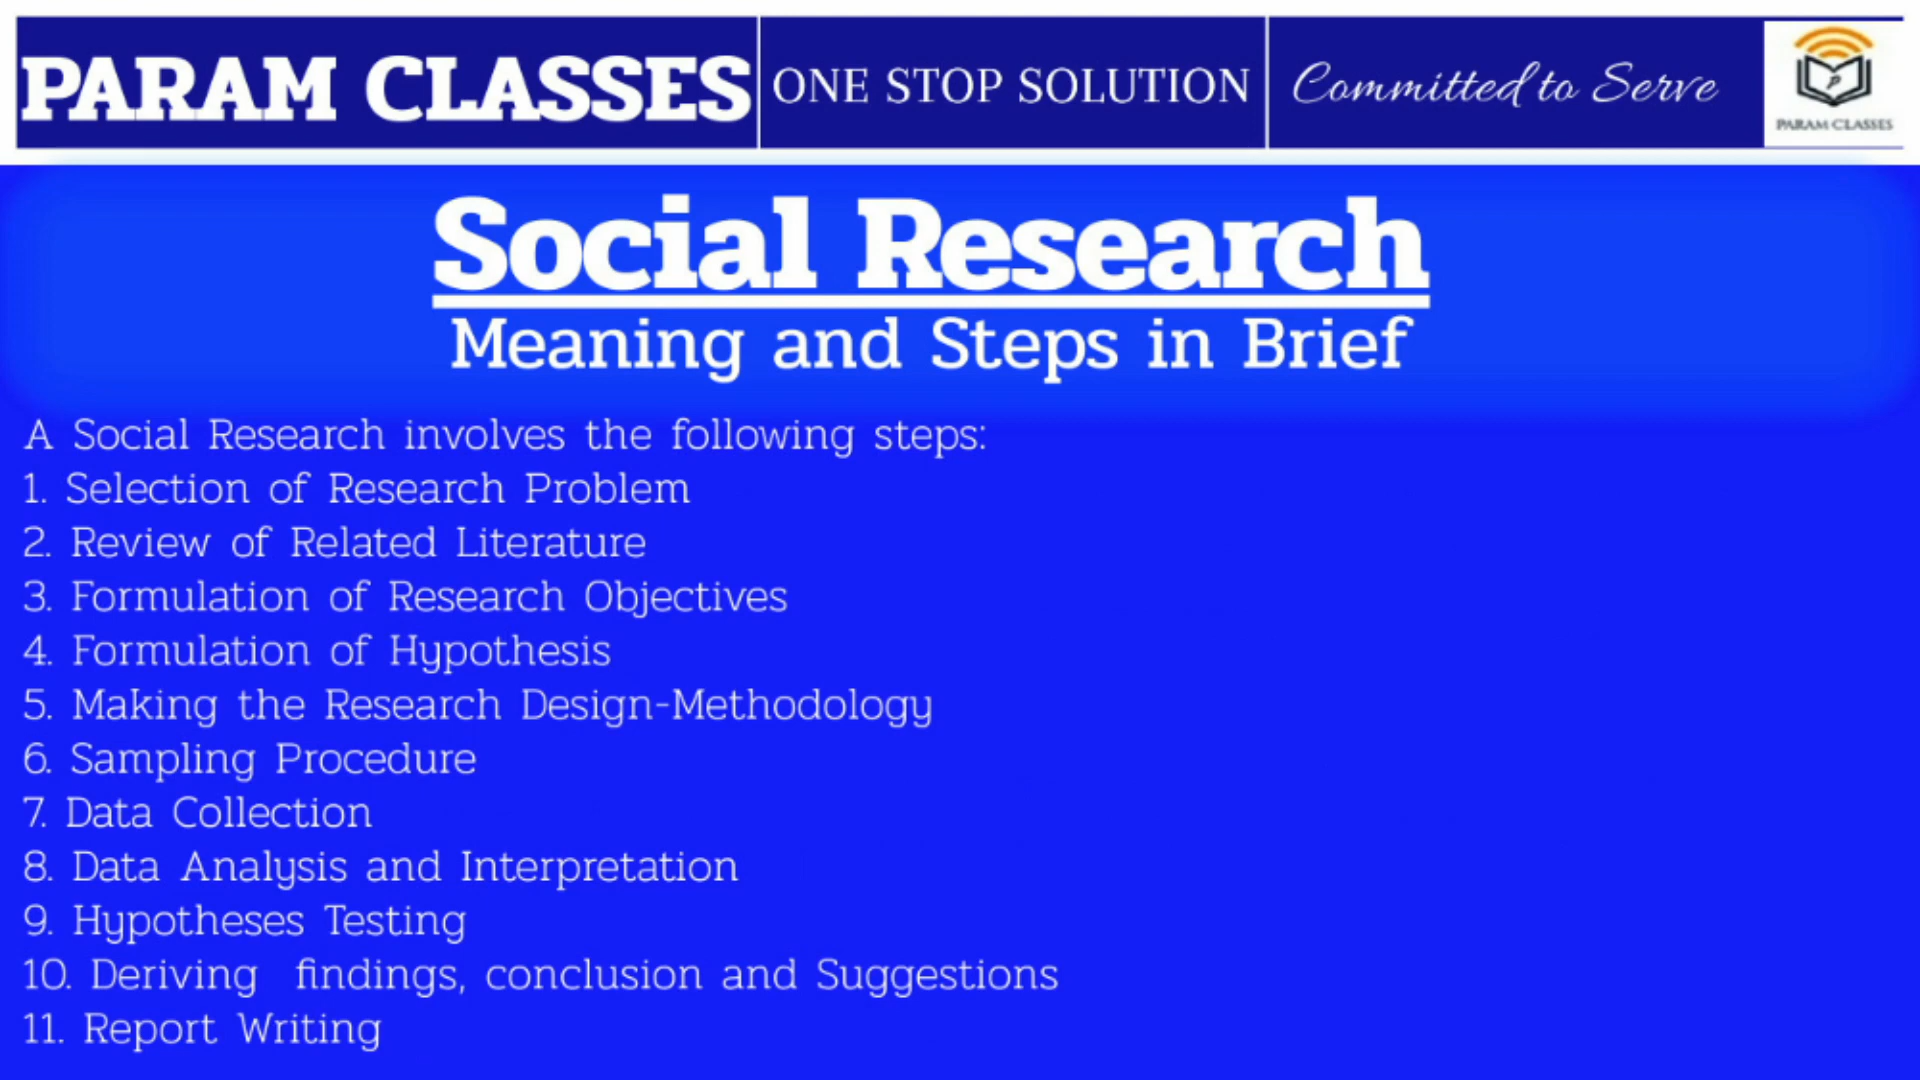 PARAM CLASSES
ONE STOP SOLUTION
Committed to Serve
P
PARAM CLASSES
Social Research
Meaning and Steps in Brief
A Social Research involves the following steps:
1. Selection of Research Problem
2. Review of Related Literature
3. Formulation of Research Objectives
4. Formulation of Hypothesis
5. Making the Research Design-Methodology
6. Sampling Procedure
7. Data Collection
8. Data Analysis and Interpretation
9. Hypotheses Testing
10. Deriving findings, conclusion and Suggestions
11. Report Writing